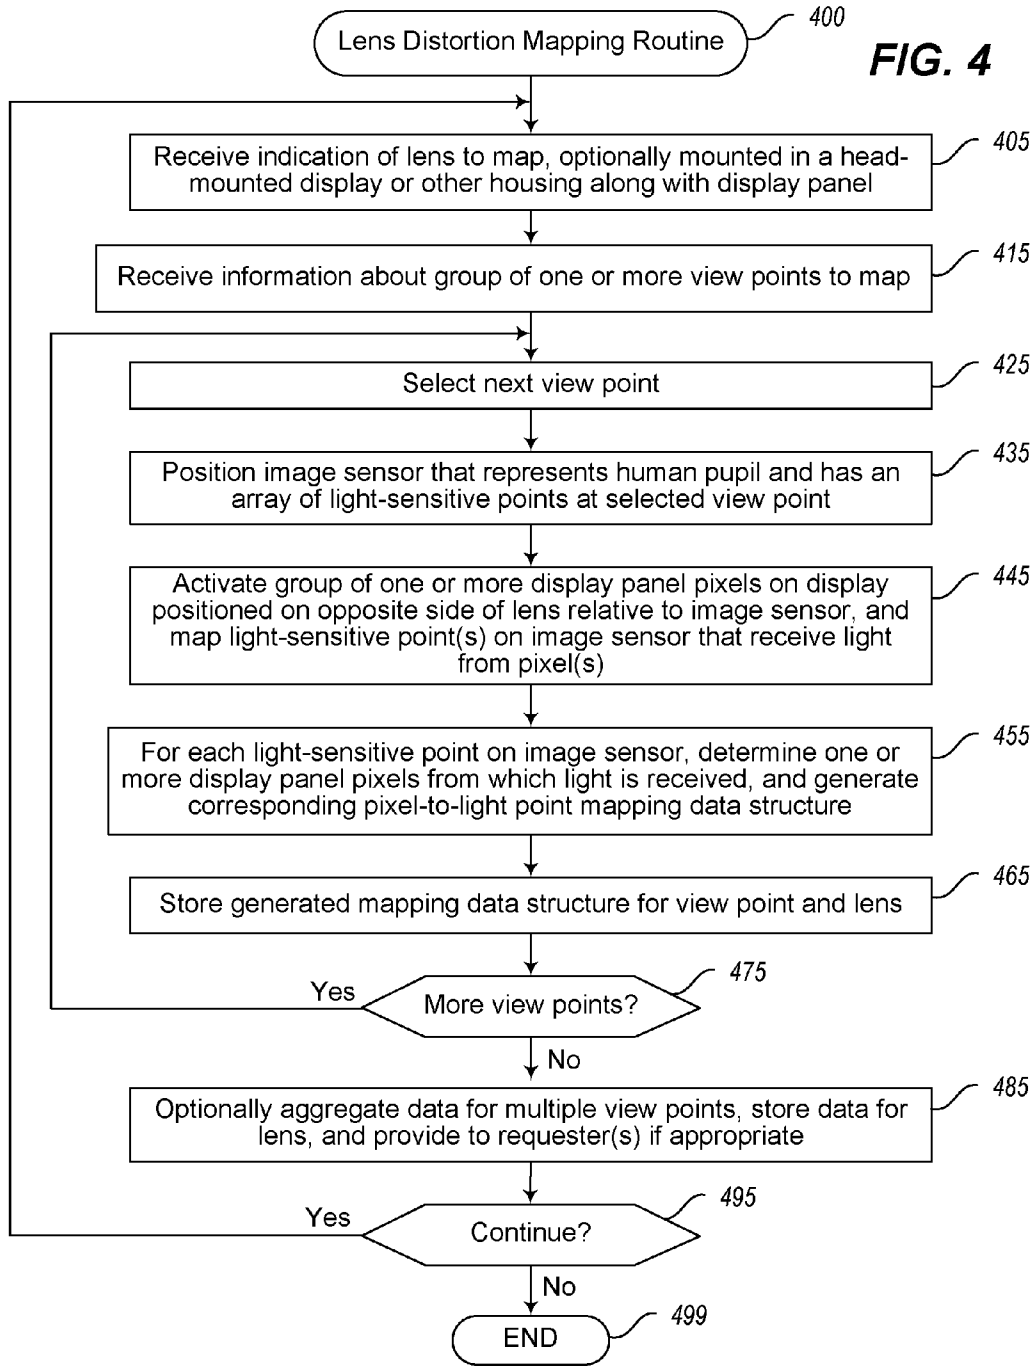 Lens Distortion Mapping Routine
400
FIG. 4
Receive indication of lens to map, optionally mounted in a head-
mounted display or other housing along with display panel
405
Receive information about group of one or more view points to map
415
Select next view point
425
Position image sensor that represents human pupil and has an
array of light-sensitive points at selected view point
435
Activate group of one or more display panel pixels on display
positioned on opposite side of lens relative to image sensor, and
map light-sensitive point(s) on image sensor that receive light
from pixel(s)
445
For each light-sensitive point on image sensor, determine one or
more display panel pixels from which light is received, and generate
corresponding pixel-to-light point mapping data structure
455
Store generated mapping data structure for view point and lens
465
Yes
More view points?
475
No
Optionally aggregate data for multiple view points, store data for
lens, and provide to requester(s) if appropriate
485
Yes
Continue?
495
No
END
499